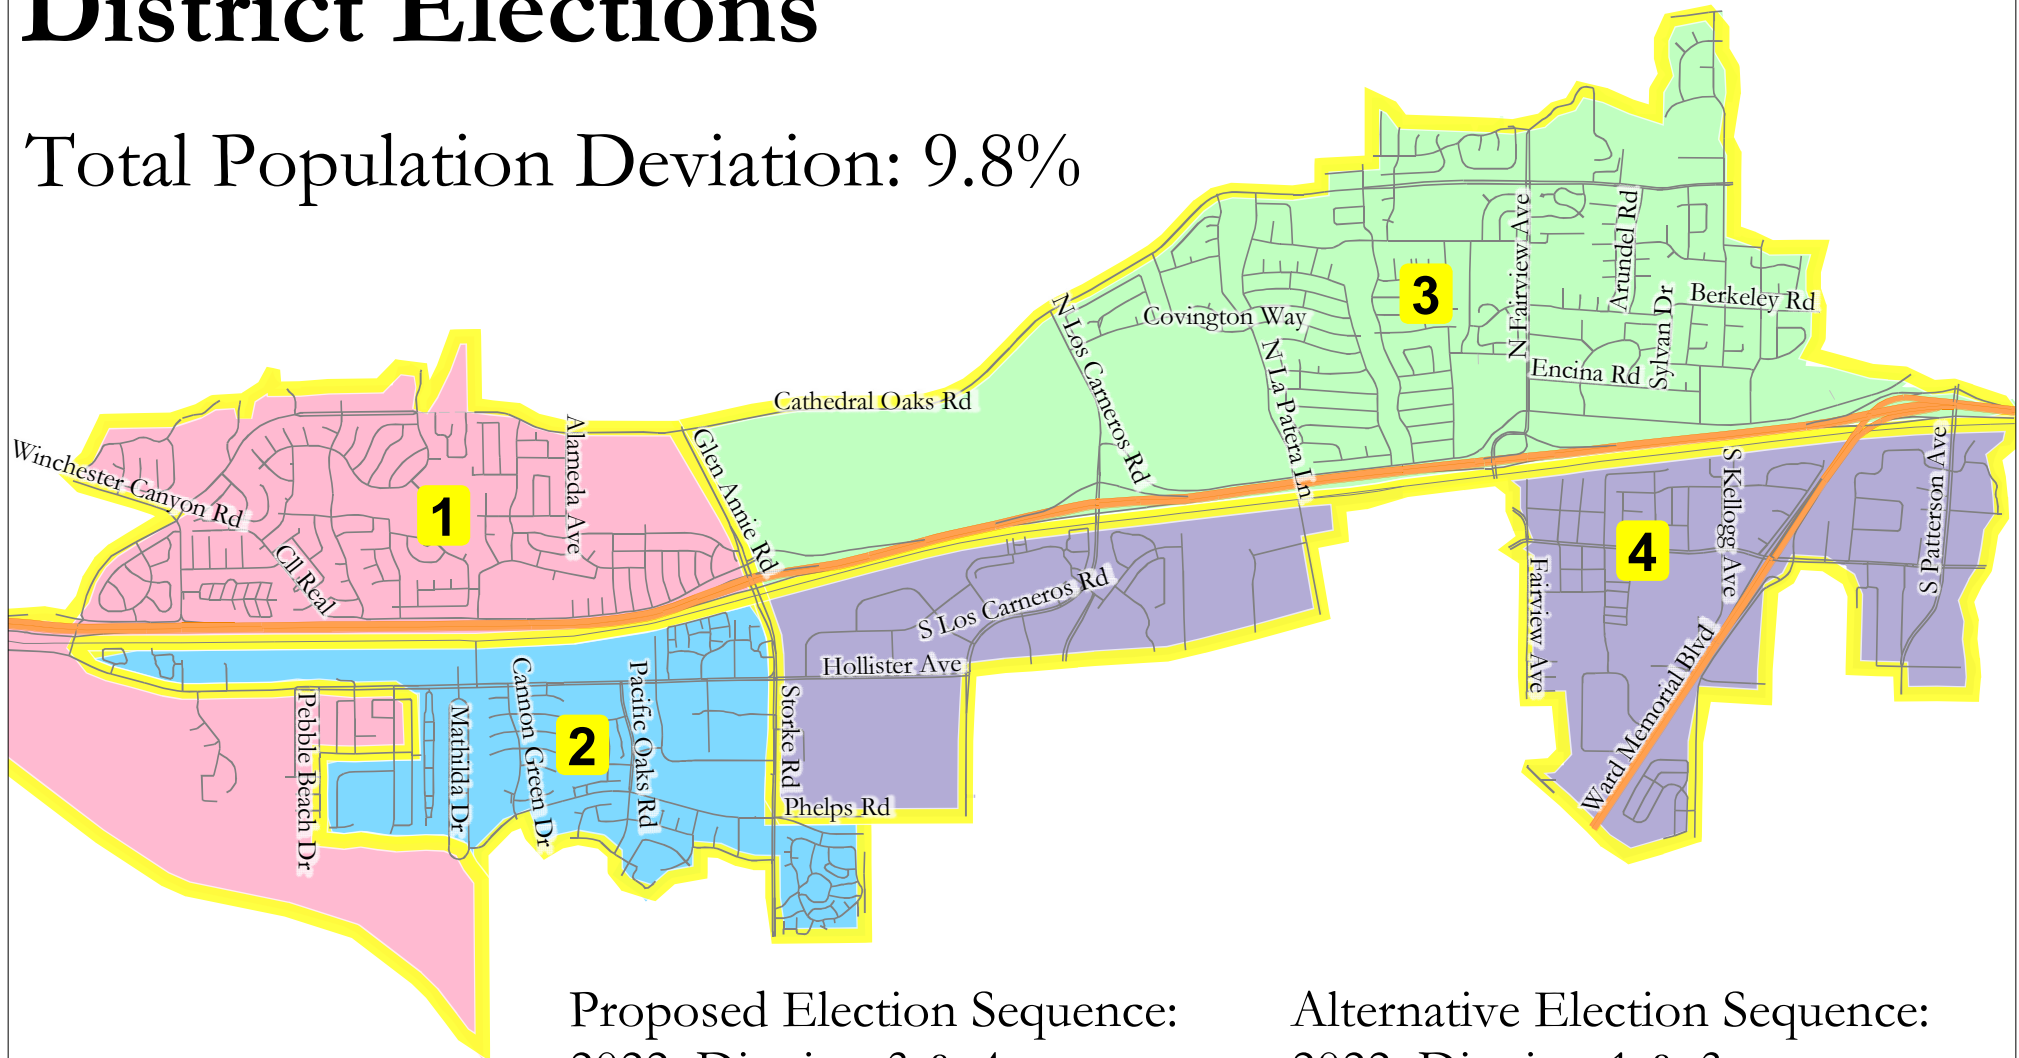 District Elections
Total Population Deviation: 9.8%
Arundel Rd
N Fairview Ave
3
Berkeley Rd
Sylvan Dr
Covington Way
N Los Carneros Rd
N La Patera Ln
Encina Rd
Cathedral Oaks Rd
Alameda Ave
Glen Annie Rd
Winchester Canyon Rd
1
Cll Real
S Kellogg Ave
S Patterson Ave
4
Fairview Ave
S Los Carneros Rd
Hollister Ave
Ward Memorial Blvd
Pebble Beach Dr
Mathilda Dr
Cannon Green Dr
2
Pacific Oaks Rd
Storke Rd
Phelps Rd
Proposed Election Sequence:
Alternative Election Sequence: